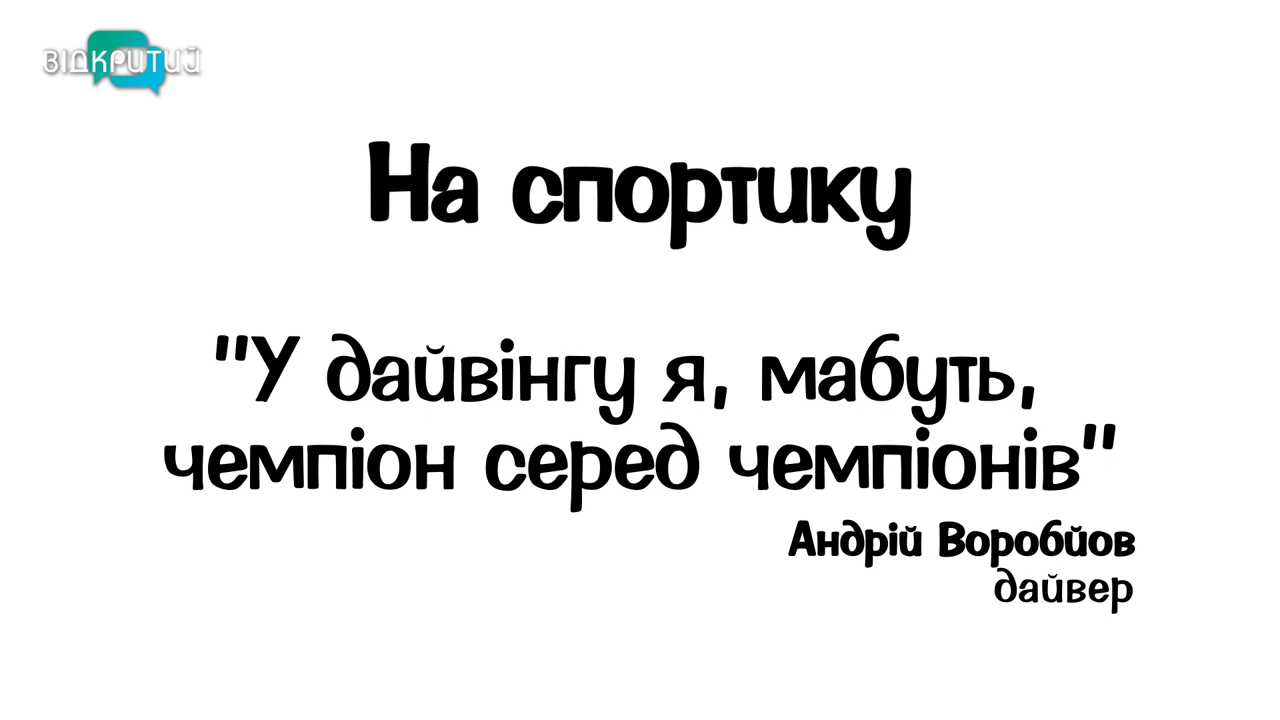 ВІДКРИТИЙ
На спортику
"У дайвінгу я, мабуть,
чемпіон серед чемпіонів"
Андрій Воробйов
дайвер